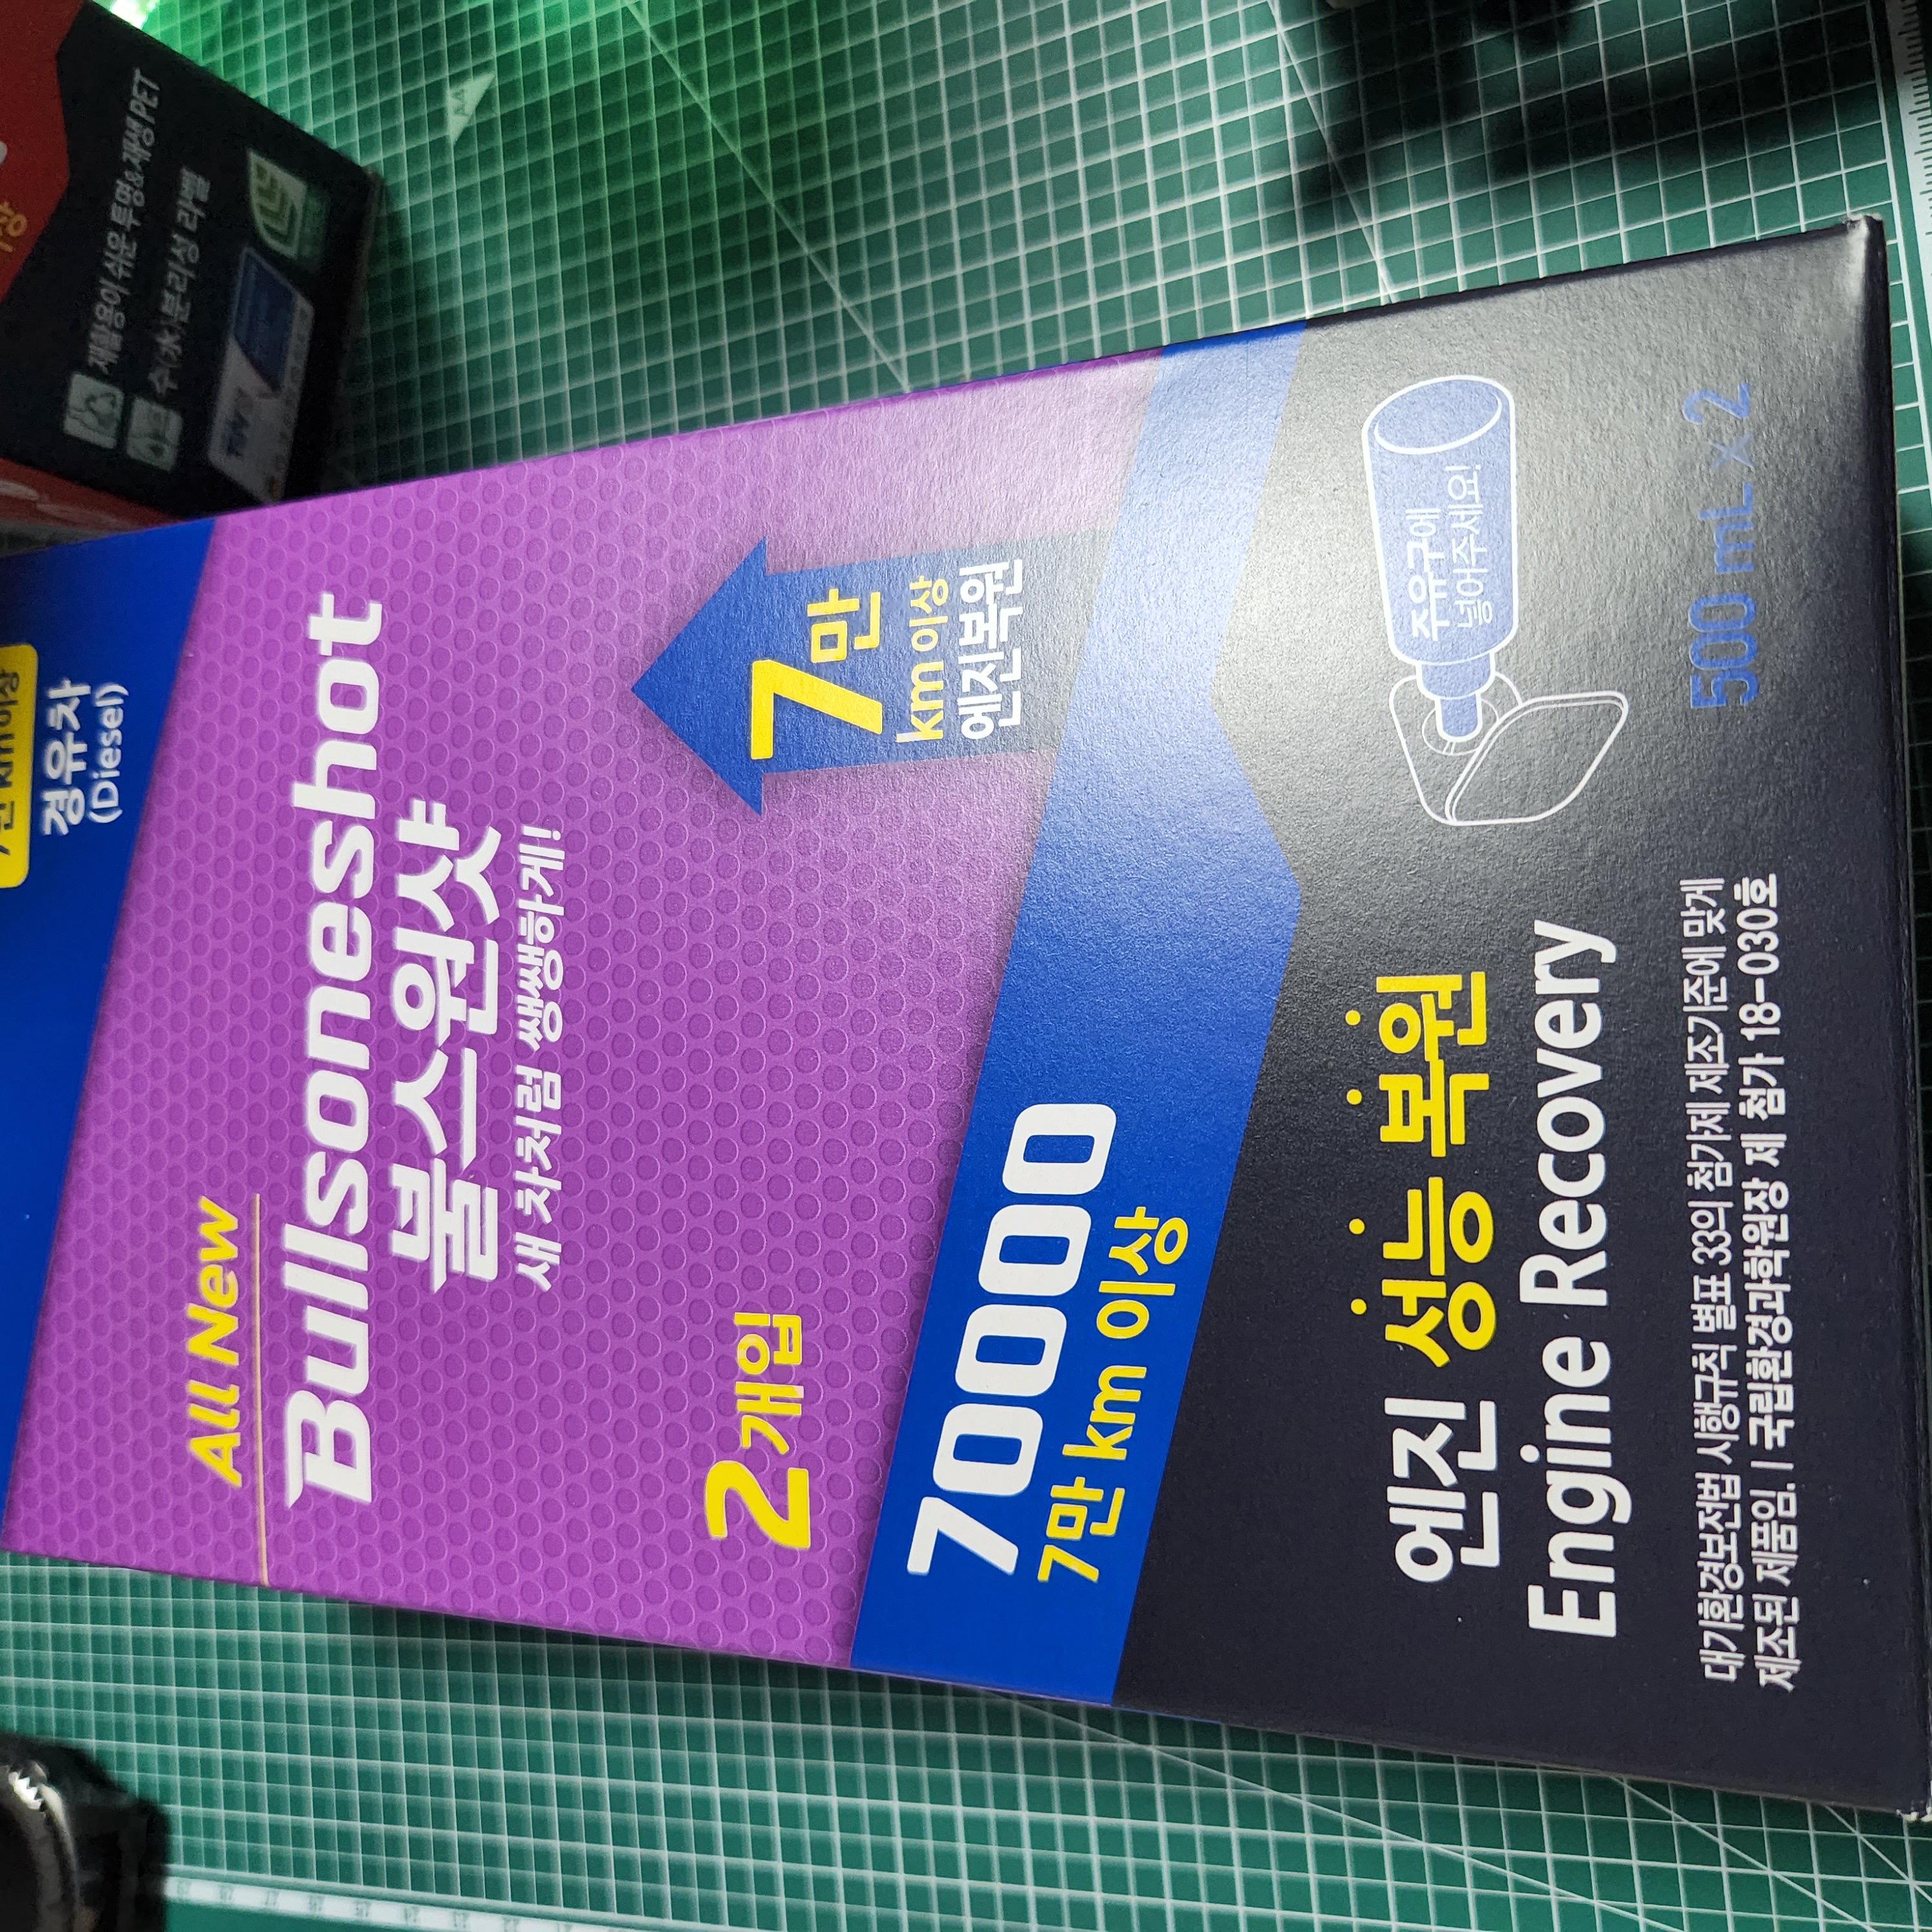 7만 km 이상
경유차
(Diesel)
All New
Bullsoneshot
불스원샷
새 차처럼 쌩쌩하게!
7만
km 이상
엔진복원
2개입
70000
7만 km 이상
주유구에
넣어주세요!
엔진 성능 복원
Engine Recovery
500 mL x 2
대기환경보전법 시행규칙 별표 33의 첨가제 제조기준에 맞게
제조된 제품임. | 국립환경과학원장 제 첨가 18-030호
재활용이 쉬운 투명&재생 PET
수(水)분리성 라벨